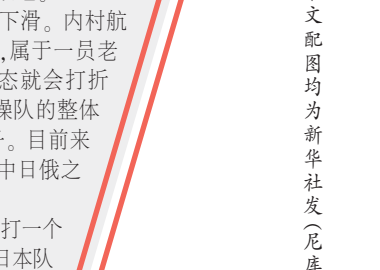 下滑。内村航
,属于一员老
态就会打折
操队的整体
。目前来
中日俄之
打一个
日本队
文配图均为新华社发(尼库